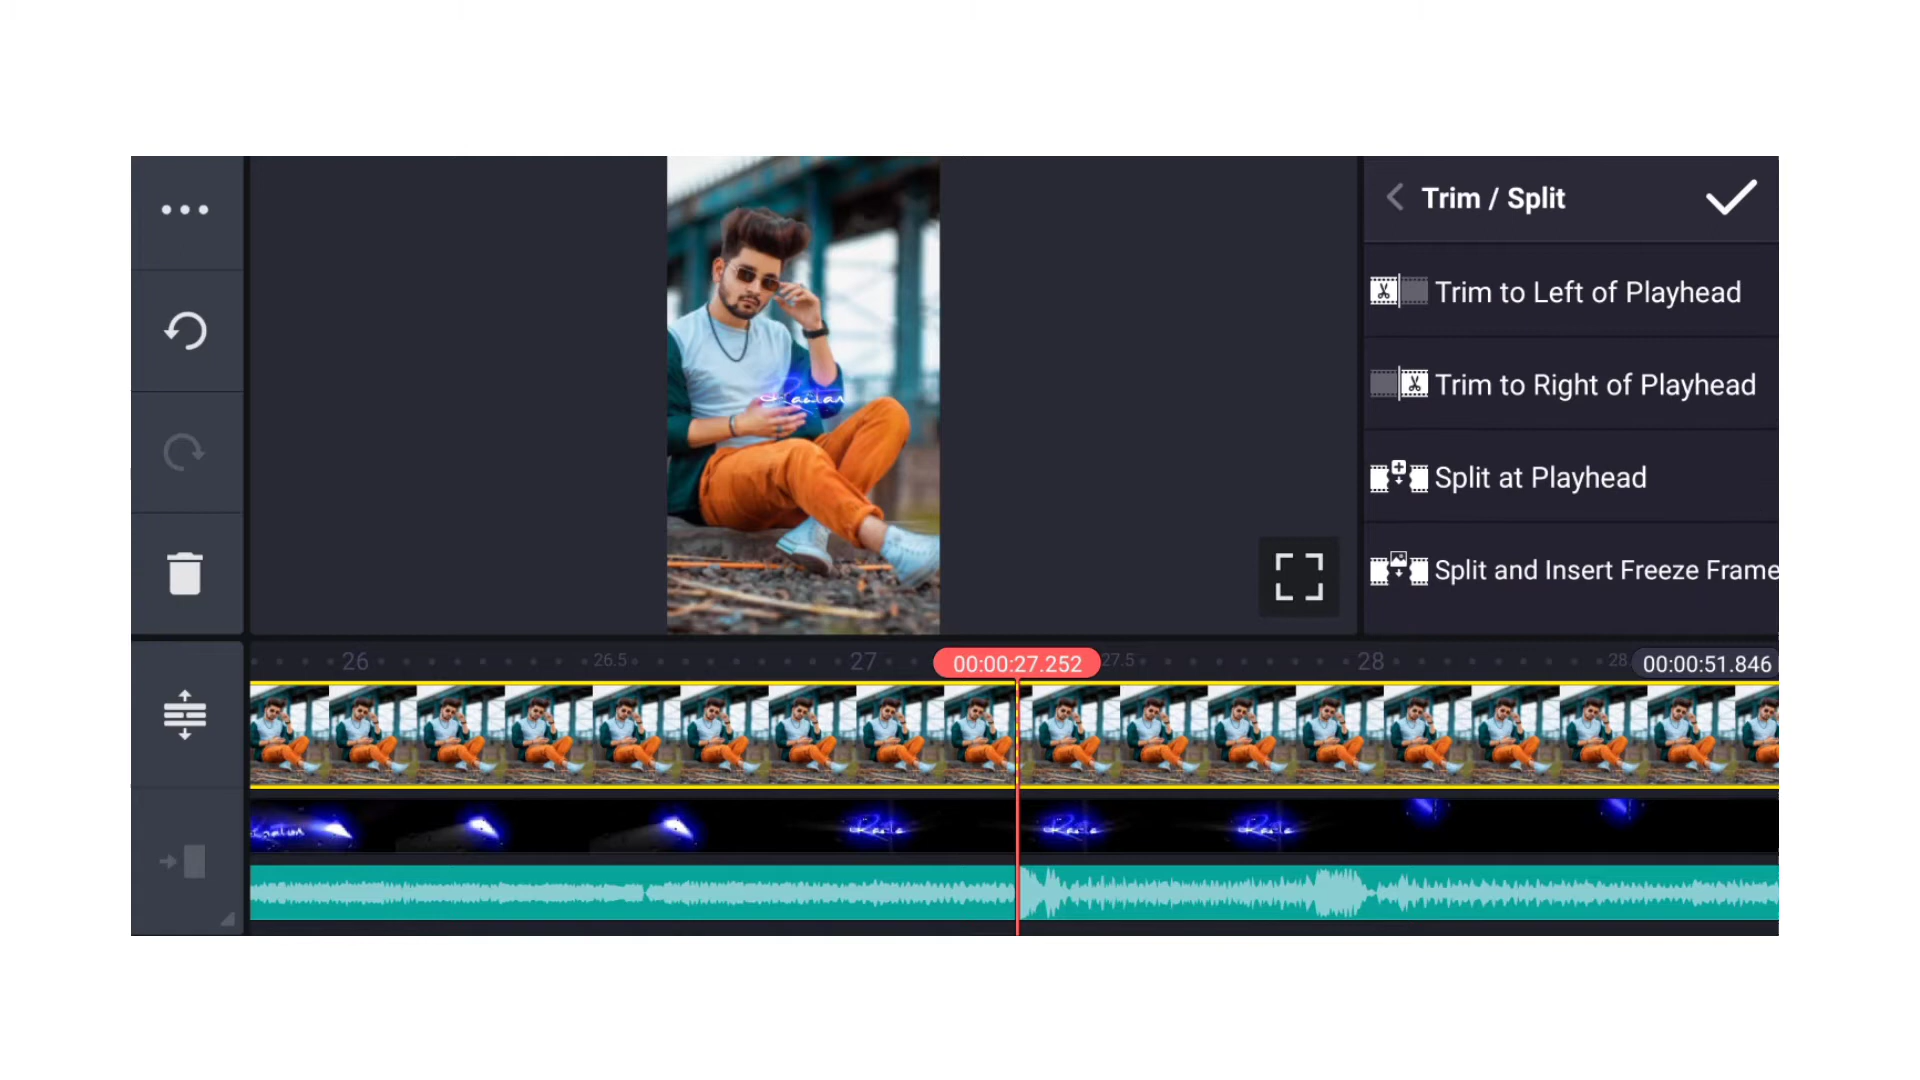 Trim / Split
Trim to Left of Playhead
Trim to Right of Playhead
Split at Playhead
Split and Insert Freeze Frame
26
26.5
27
00:00:27.252
27.5
28
28.
00:00:51.846